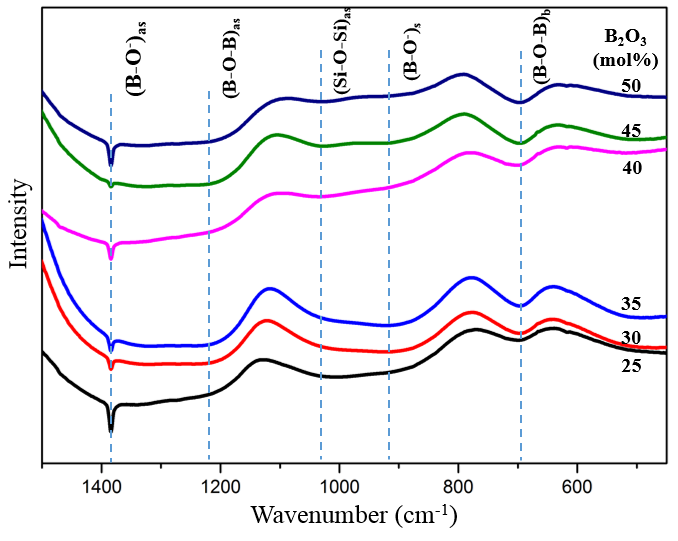 (B–O⁻)ₐₛ
(B–O–B)ₐₛ
(Si–O–Si)ₐₛ
(B–O⁻)ₛ
(B–O–B)b
B₂O₃
(mol%)
50
45
40
35
30
25
Intensity
1400 1200 1000 800 600
Wavenumber (cm⁻¹)